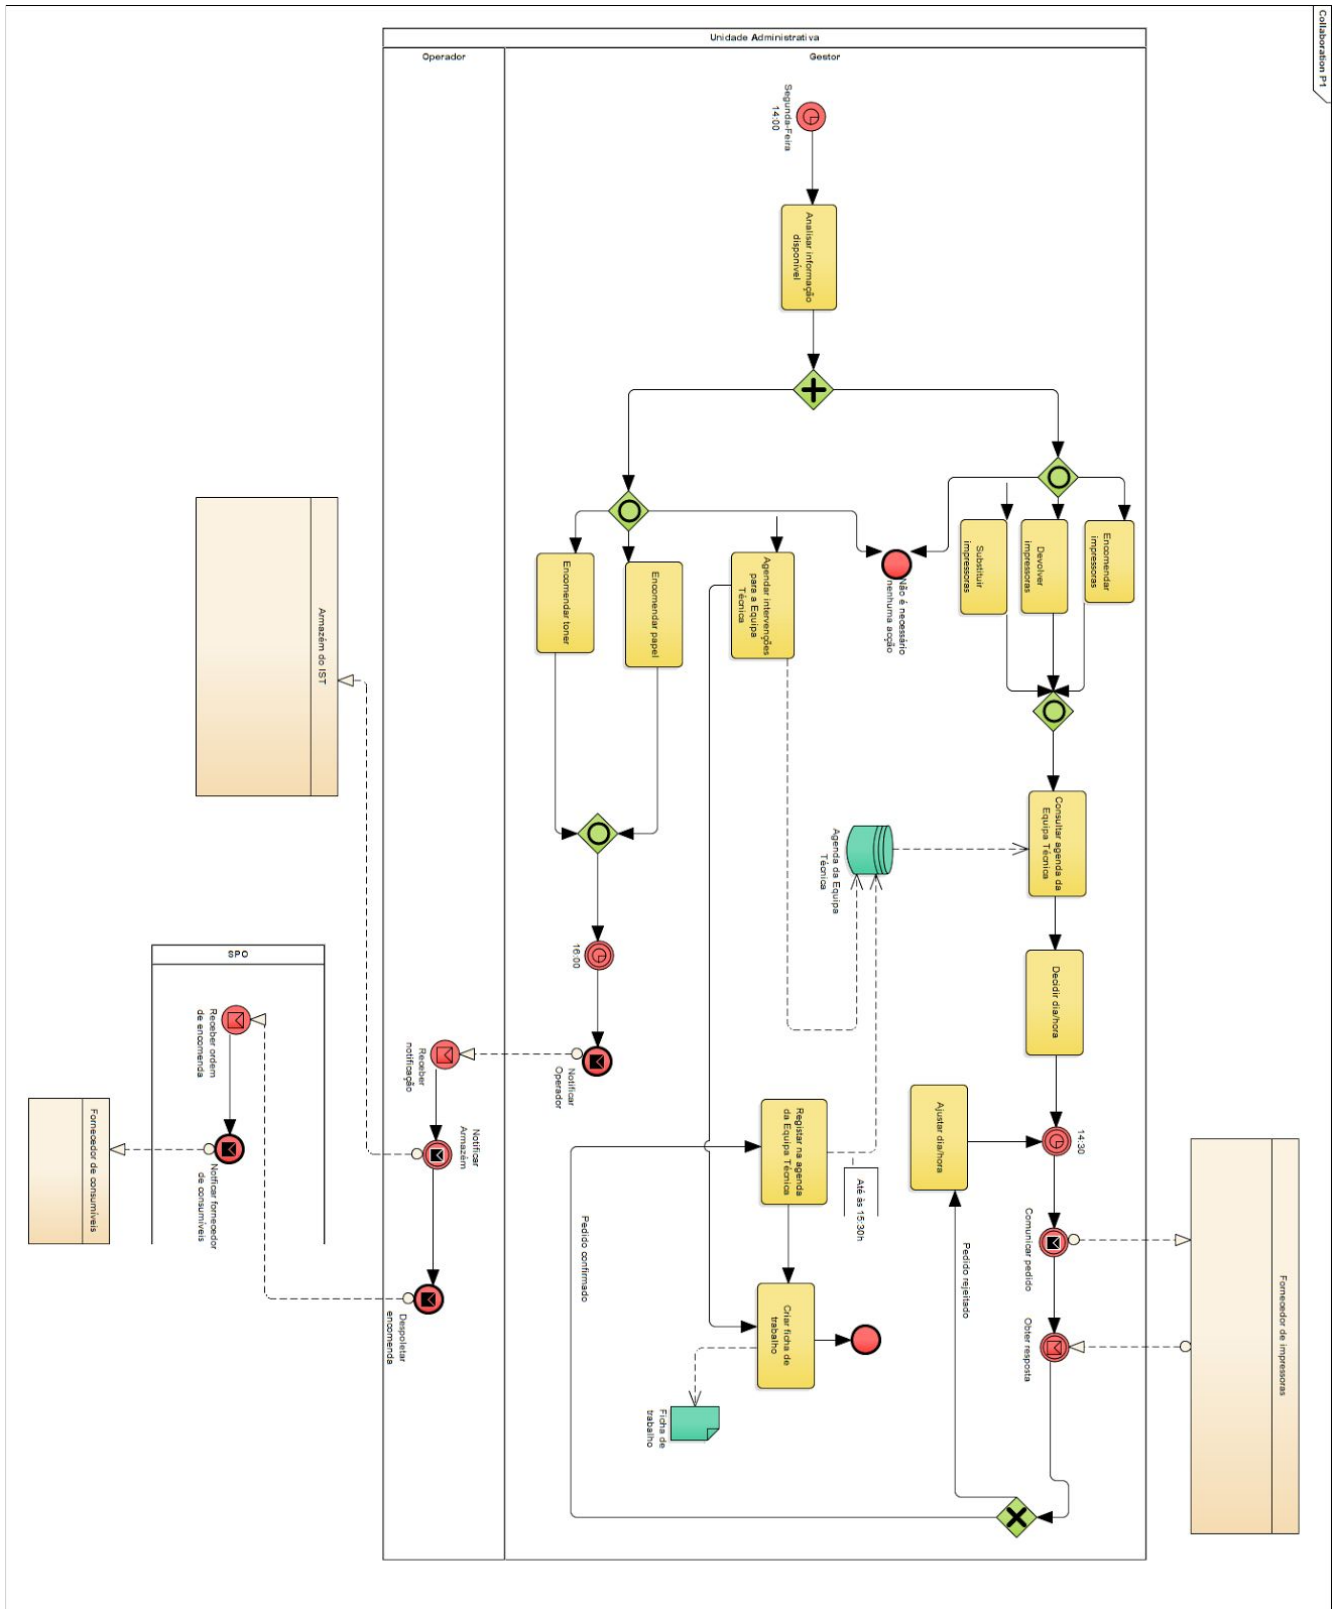 Collaboration P1
Unidade Administrativa
Gestor
Operador
Segunda-Feira
14:00
Analisar informação
disponível
Encomendar
impressoras
Devolver
impressoras
Substituir
impressoras
Não é necessário
nenhuma acção
Agendar intervenções
para a Equipa
Técnica
Encomendar papel
Encomendar toner
Consultar agenda da
Equipa Técnica
Decidir dia/hora
14:30
Comunicar pedido
Obter resposta
Fornecedor de impressoras
Ajustar dia/hora
Pedido rejeitado
Agenda da Equipa
Técnica
Até às 15:30h
Registar na agenda
da Equipa Técnica
Criar ficha de
trabalho
Ficha de
trabalho
Pedido confirmado
16:00
Notificar
Operador
Receber
notificação
Notificar
Armazém
Despoletar
encomenda
Armazém do IST
SPO
Receber ordem
de encomenda
Notficar fornecedor
de consumíveis
Fornecedor de consumíveis